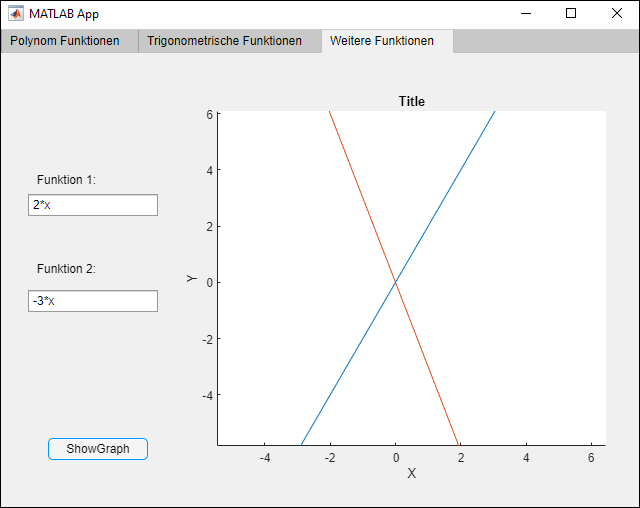 MATLAB App
Polynom Funktionen
Trigonometrische Funktionen
Weitere Funktionen
Funktion 1:
2*x
Funktion 2:
-3*x
ShowGraph
Title
6
4
2
0
-2
-4
Y
-4
-2
0
2
4
6
X